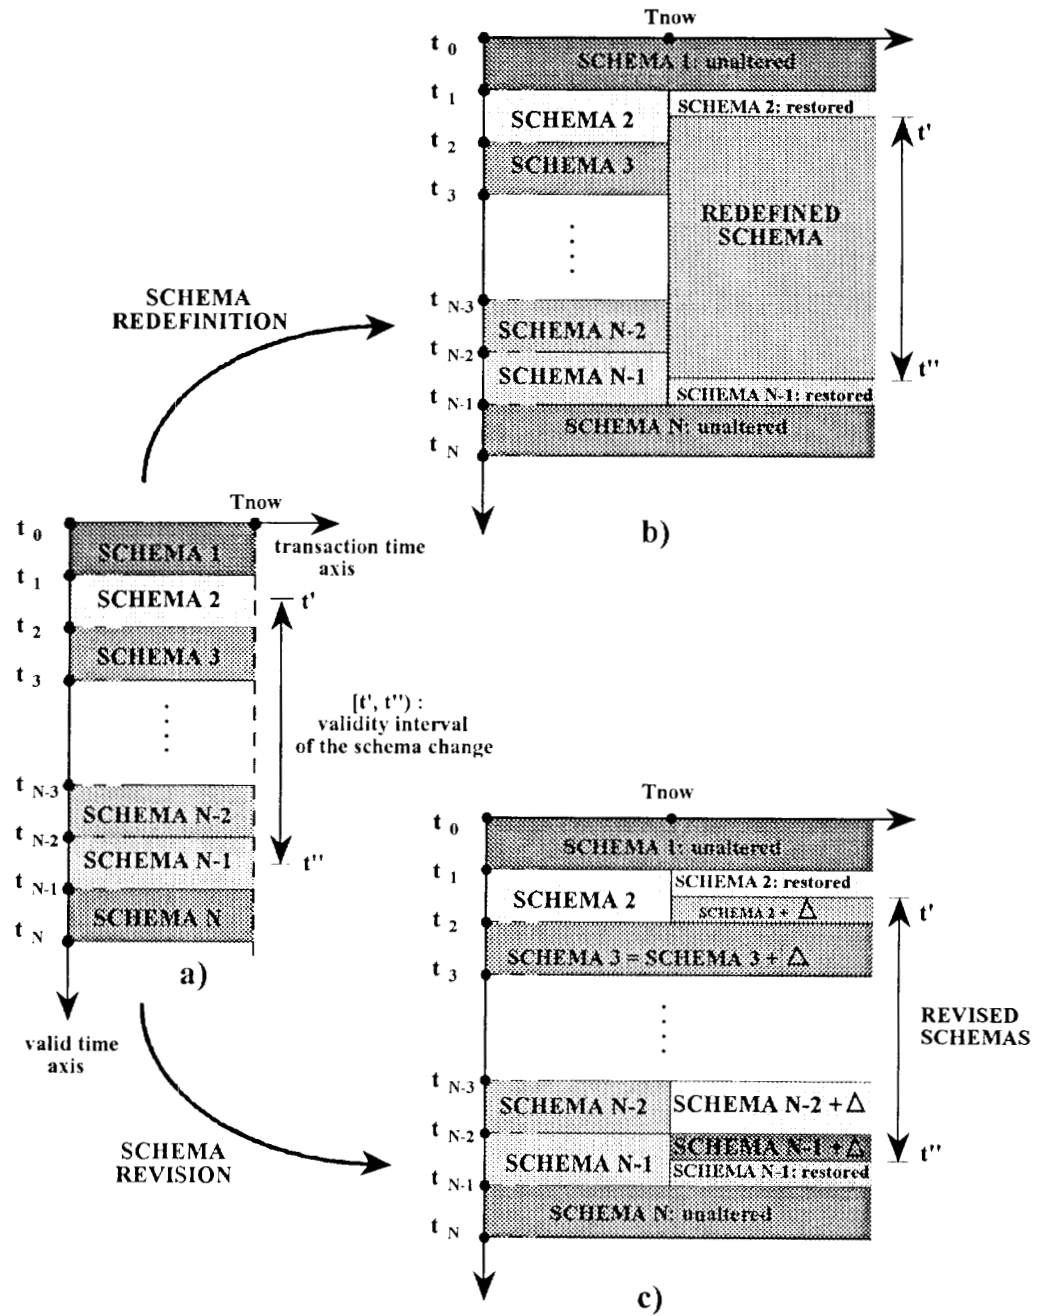 Tnow
t 0
SCHEMA 1: unaltered
t 1
SCHEMA 2
SCHEMA 2: restored
t'
t 2
SCHEMA 3
t 3
REDEFINED
SCHEMA
t N-3
SCHEMA N-2
t N-2
SCHEMA N-1
t''
SCHEMA N-1: restored
t N-1
SCHEMA N: unaltered
t N
b)
SCHEMA
REDEFINITION
Tnow
t 0
SCHEMA 1
transaction time
axis
t 1
SCHEMA 2
t'
t 2
SCHEMA 3
t 3
[t', t'') :
validity interval
of the schema change
t N-3
SCHEMA N-2
t N-2
SCHEMA N-1
t''
t N-1
SCHEMA N
t N
a)
valid time
axis
SCHEMA
REVISION
Tnow
t 0
SCHEMA 1: unaltered
t 1
SCHEMA 2
SCHEMA 2: restored
SCHEMA 2 + Δ
t'
t 2
SCHEMA 3 = SCHEMA 3 + Δ
t 3
REVISED
SCHEMAS
t N-3
SCHEMA N-2
SCHEMA N-2 + Δ
t N-2
SCHEMA N-1
SCHEMA N-1 + Δ
t''
SCHEMA N-1: restored
t N-1
SCHEMA N: unaltered
t N
c)